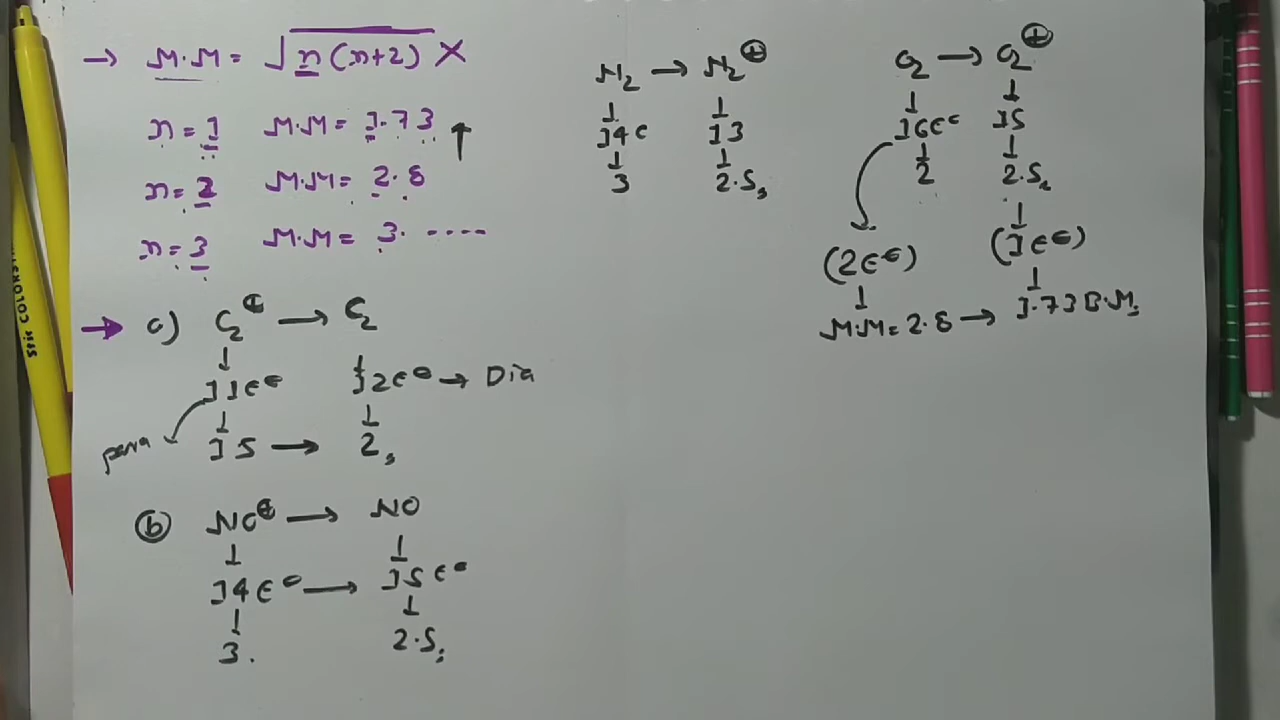 → M.M = √n(n+2) X
n = 1 M.M = 1.73 ↑
n = 2 M.M = 2.8
n = 3 M.M = 3. ....
→ c) C₂⊕ → C₂
11e⊖ 12e⊖ → Dia
para 1.5 → 2,
ⓑ NO⊕ → NO
14e⊖ → 15e⊖
3. 2.5,
N₂ → N₂⊕
14e 13
3 2.5,
O₂ → O₂⊕
16e⊖ 15
2 2.5,
(2e⊖) (1e⊖)
M.M = 2.8 → 1.73 B.M.